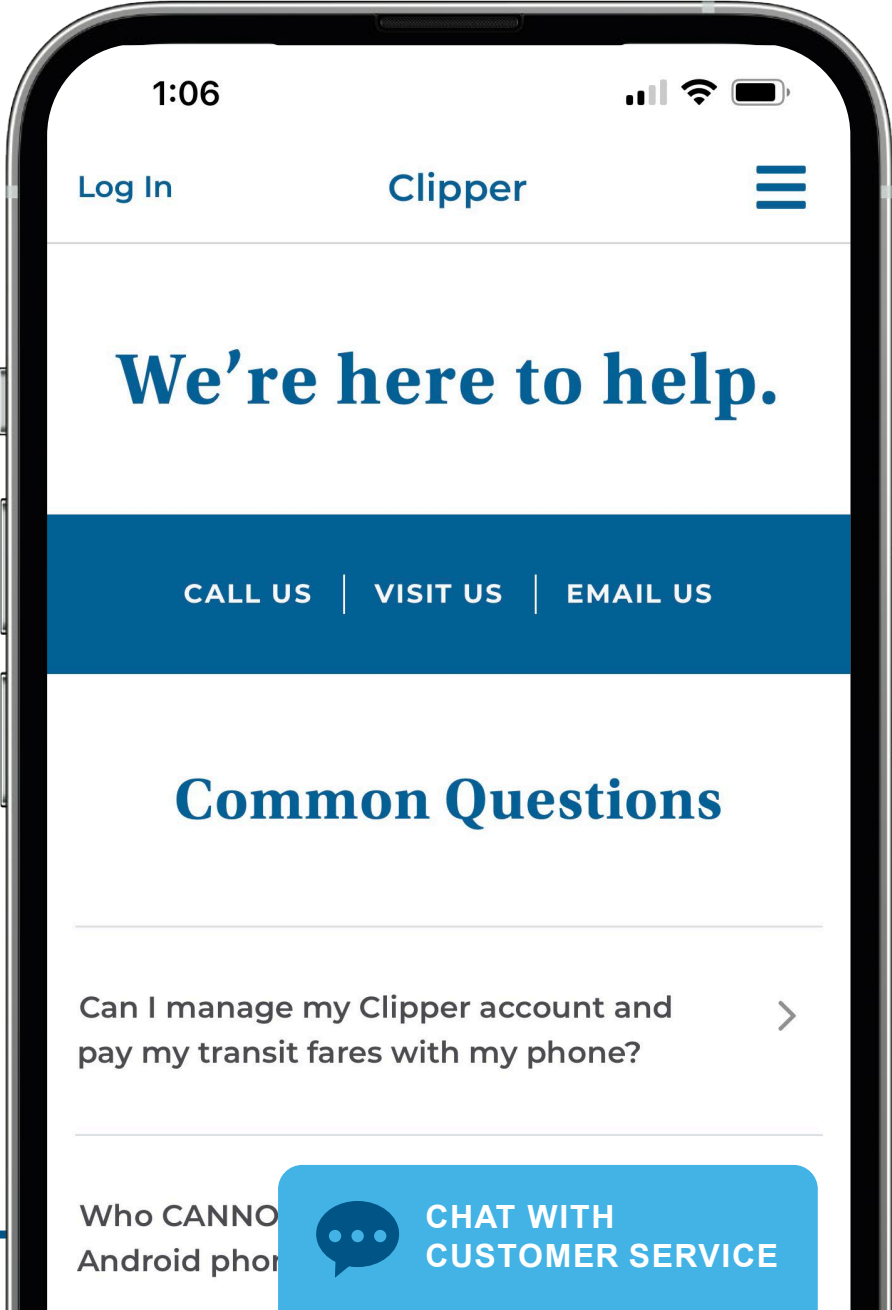 1:06
Log In Clipper
We’re here to help.
CALL US VISIT US EMAIL US
Common Questions
Can I manage my Clipper account and
pay my transit fares with my phone?
Who
Android
CHAT WITH
CUSTOMER SERVICE